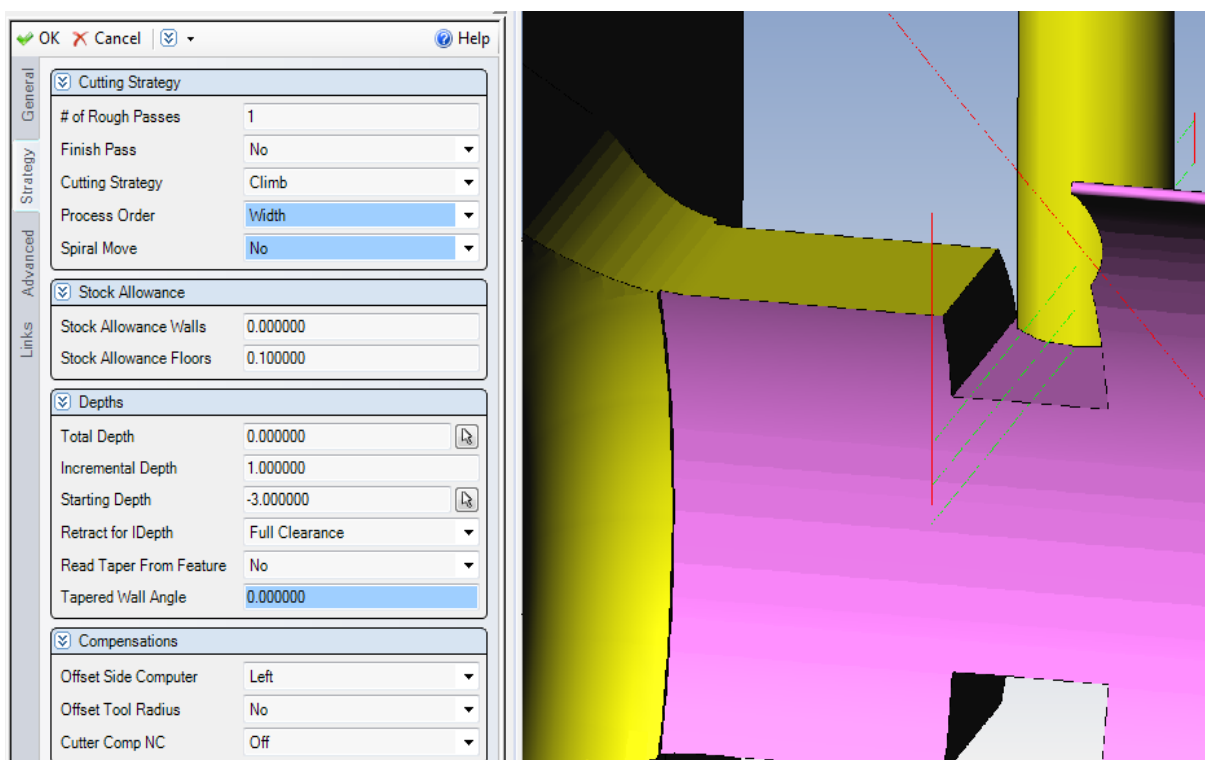 OK Cancel Help
General
Strategy
Advanced
Links
Cutting Strategy
# of Rough Passes 1
Finish Pass No
Cutting Strategy Climb
Process Order Width
Spiral Move No
Stock Allowance
Stock Allowance Walls 0.000000
Stock Allowance Floors 0.100000
Depths
Total Depth 0.000000
Incremental Depth 1.000000
Starting Depth -3.000000
Retract for IDepth Full Clearance
Read Taper From Feature No
Tapered Wall Angle 0.000000
Compensations
Offset Side Computer Left
Offset Tool Radius No
Cutter Comp NC Off